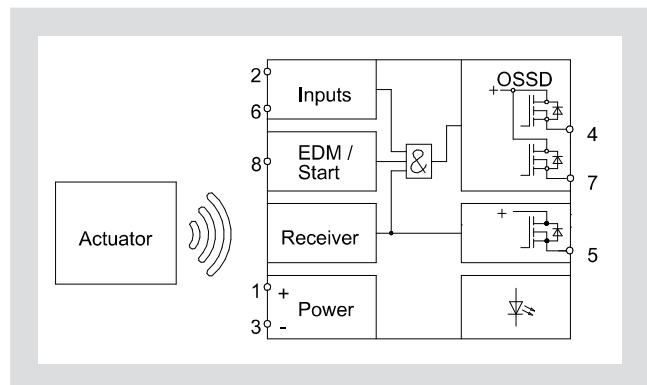 2
6
Inputs
8
EDM /
Start
&
OSSD
+
4
7
Actuator
Receiver
+
5
1 +
3 -
Power